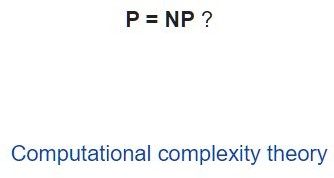 P = NP ?
Computational complexity theory